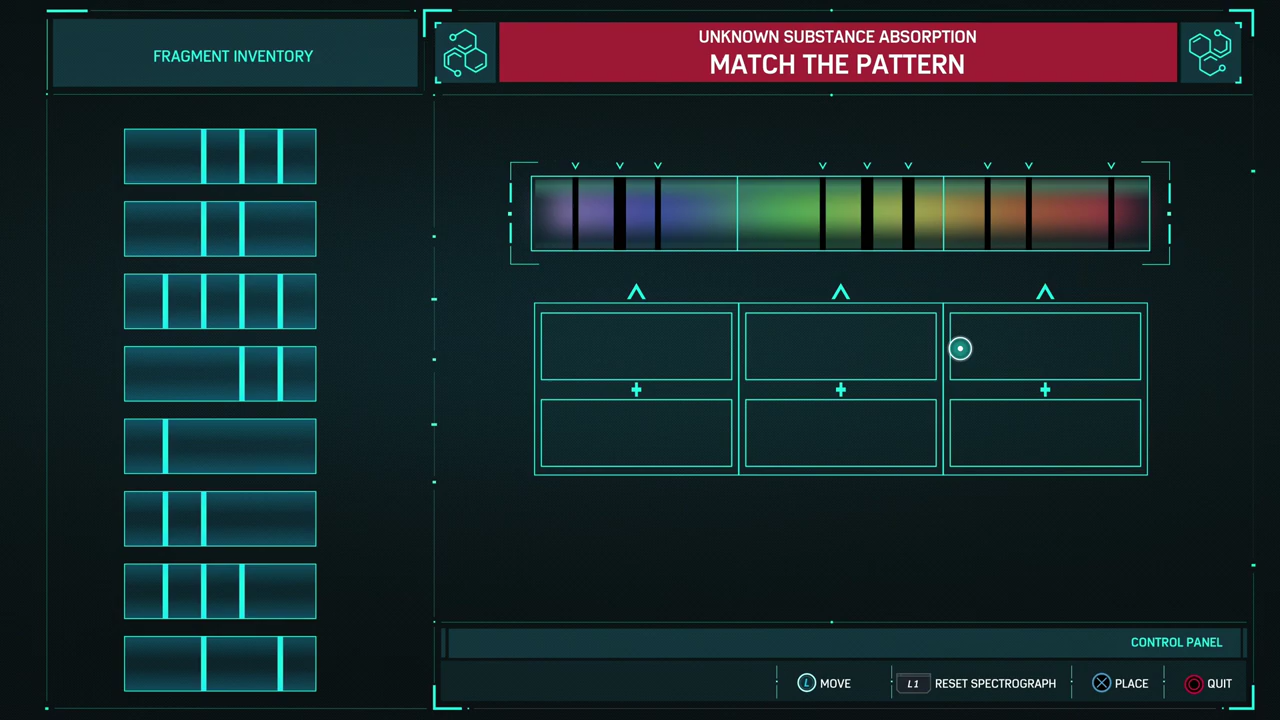 FRAGMENT INVENTORY
UNKNOWN SUBSTANCE ABSORPTION
MATCH THE PATTERN
CONTROL PANEL
L MOVE
L1 RESET SPECTROGRAPH
PLACE
QUIT